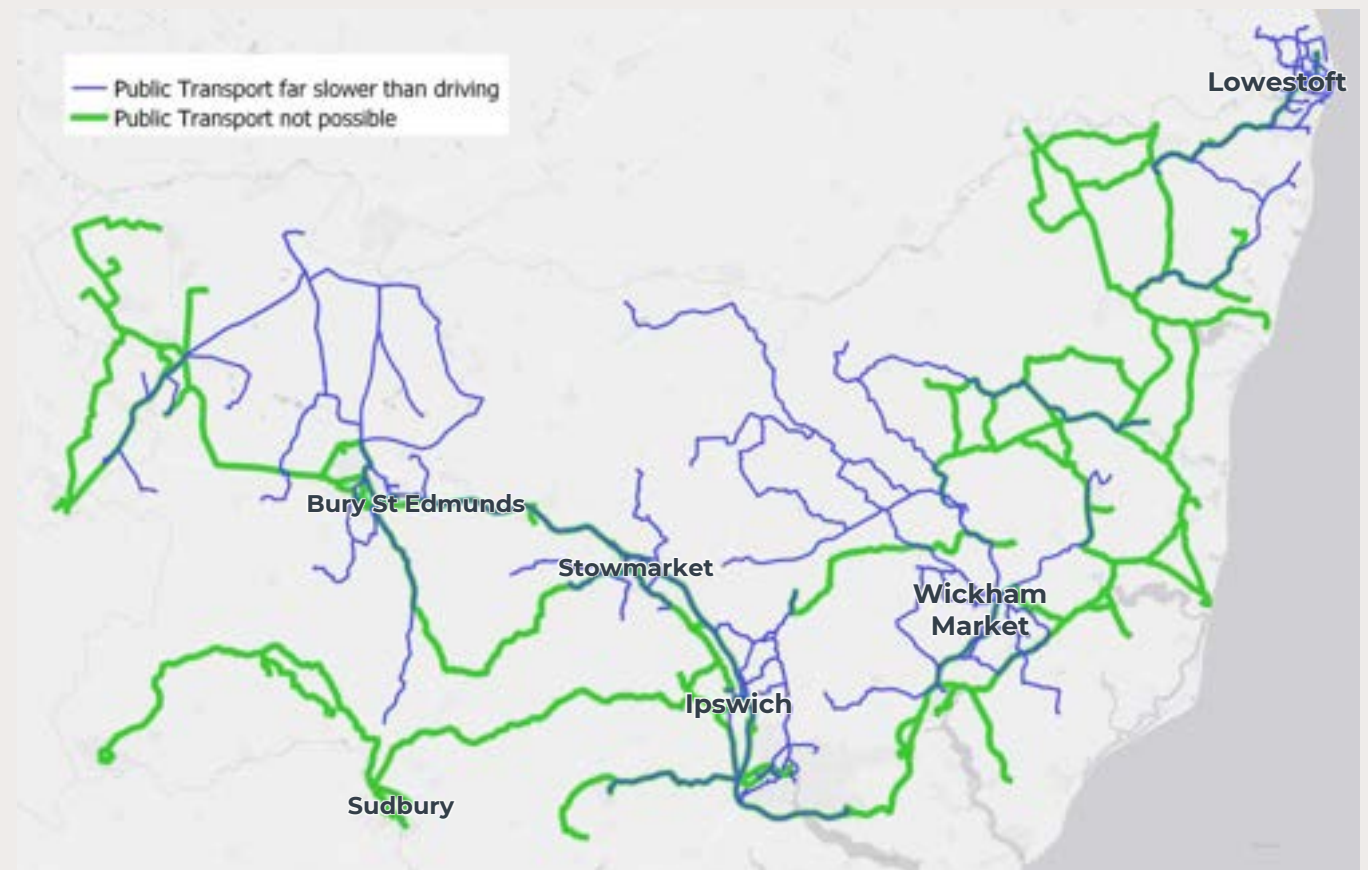 Public Transport far slower than driving
Public Transport not possible
Lowestoft
Bury St Edmunds
Stowmarket
Wickham
Market
Ipswich
Sudbury